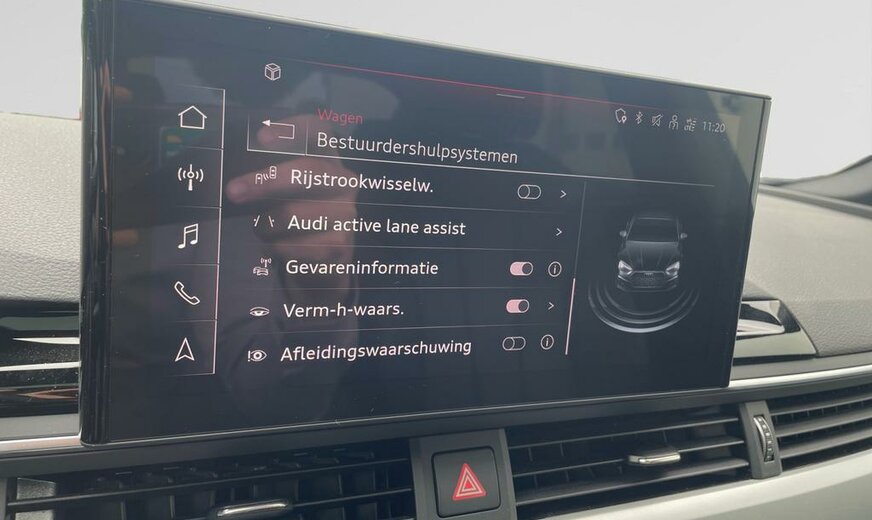 Wagen
Bestuurdershulpsystemen
11:20
Rijstrookwisselw.
Audi active lane assist
Gevareninformatie
Verm-h-waars.
Afleidingswaarschuwing